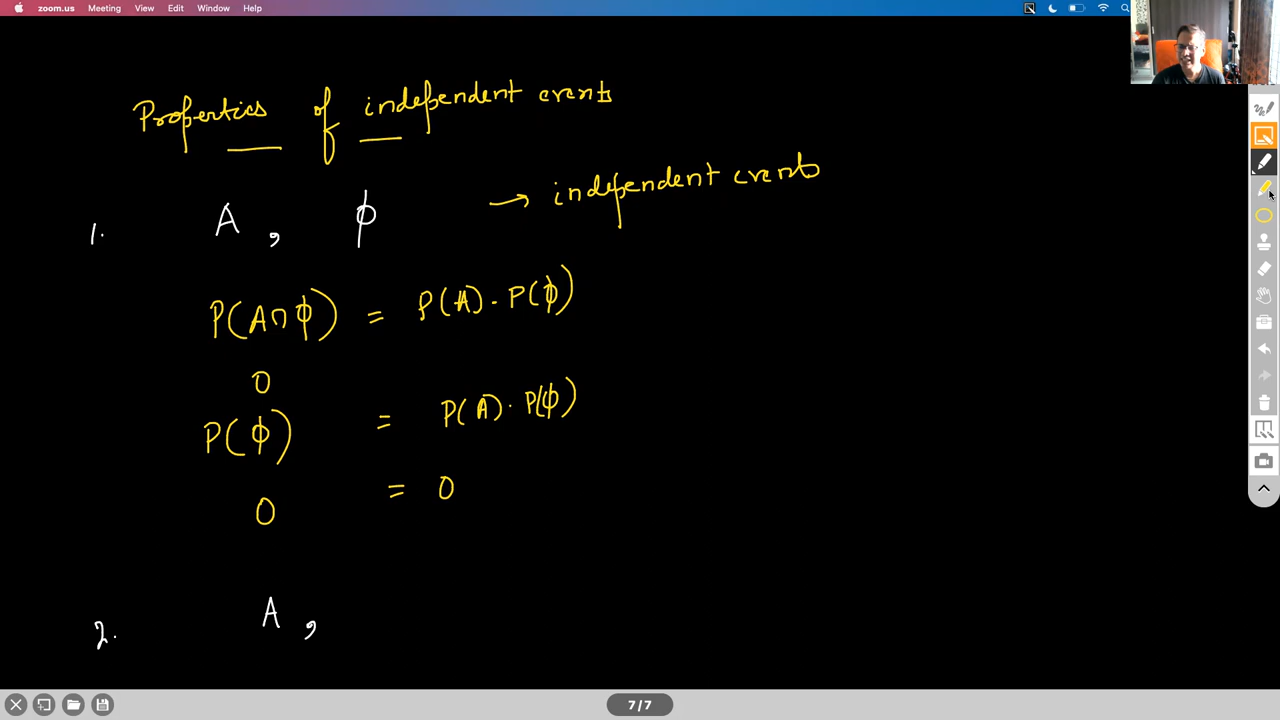 zoom.us Meeting View Edit Window Help
Properties of independent events
1. A , ϕ → independent events
P(A∩ϕ) = P(A) · P(ϕ)
0
P(ϕ) = P(A) · P(ϕ)
0 = 0
2. A ,
7/7